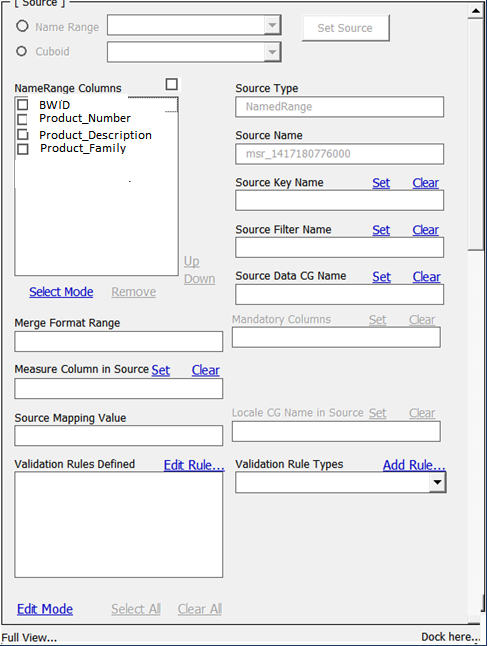 [ Source ]
Name Range
Set Source
Cuboid
NameRange Columns
BWID
Product_Number
Product_Description
Product_Family
Up
Down
Select Mode Remove
Source Type
NamedRange
Source Name
msr_1417180776000
Source Key Name Set Clear
Source Filter Name Set Clear
Source Data CG Name Set Clear
Merge Format Range
Mandatory Columns Set Clear
Measure Column in Source Set Clear
Source Mapping Value
Locale CG Name in Source Set Clear
Validation Rules Defined Edit Rule...
Validation Rule Types Add Rule...
Edit Mode Select All Clear All
Full View... Dock here...